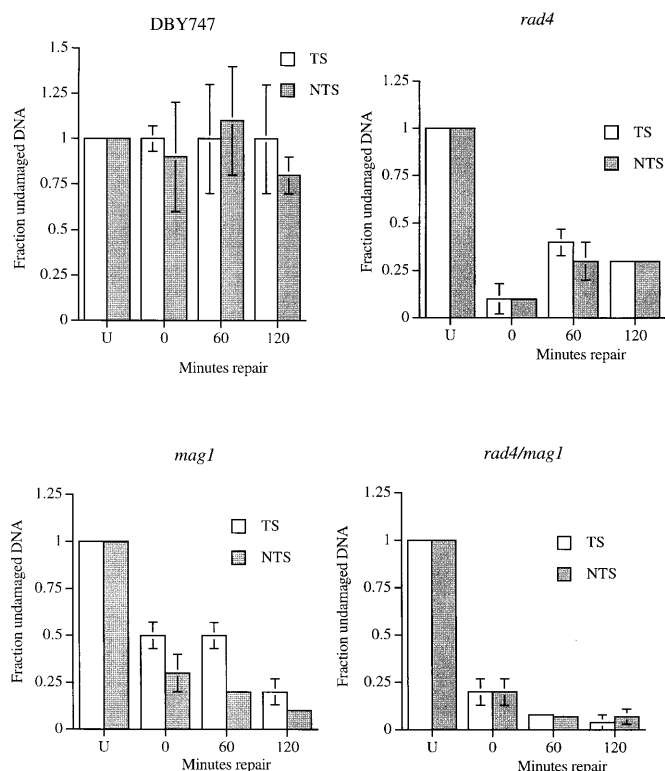 DBY747
1.5
1.25
1
0.75
0.5
0.25
0
Fraction undamaged DNA
TS
NTS
U 0 60 120
Minutes repair
rad4
1.25
1
0.75
0.5
0.25
0
Fraction undamaged DNA
TS
NTS
U 0 60 120
Minutes repair
mag1
1.25
1
0.75
0.5
0.25
0
Fraction undamaged DNA
TS
NTS
U 0 60 120
Minutes repair
rad4/mag1
1.25
1
0.75
0.5
0.25
0
Fraction undamaged DNA
TS
NTS
U 0 60 120
Minutes repair